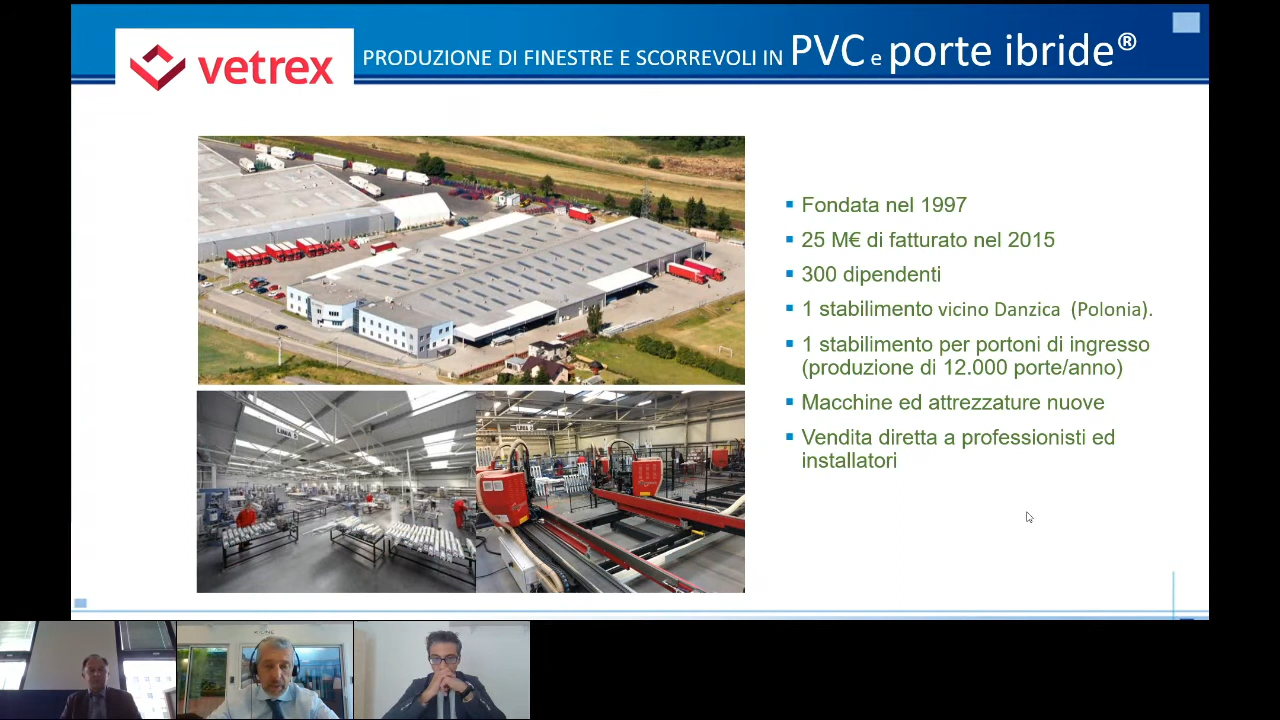 vetrex
PRODUZIONE DI FINESTRE E SCORREVOLI IN PVC e porte ibride®
Fondata nel 1997
25 M€ di fatturato nel 2015
300 dipendenti
1 stabilimento vicino Danzica (Polonia).
1 stabilimento per portoni di ingresso
(produzione di 12.000 porte/anno)
Macchine ed attrezzature nuove
Vendita diretta a professionisti ed
installatori
K-LINE